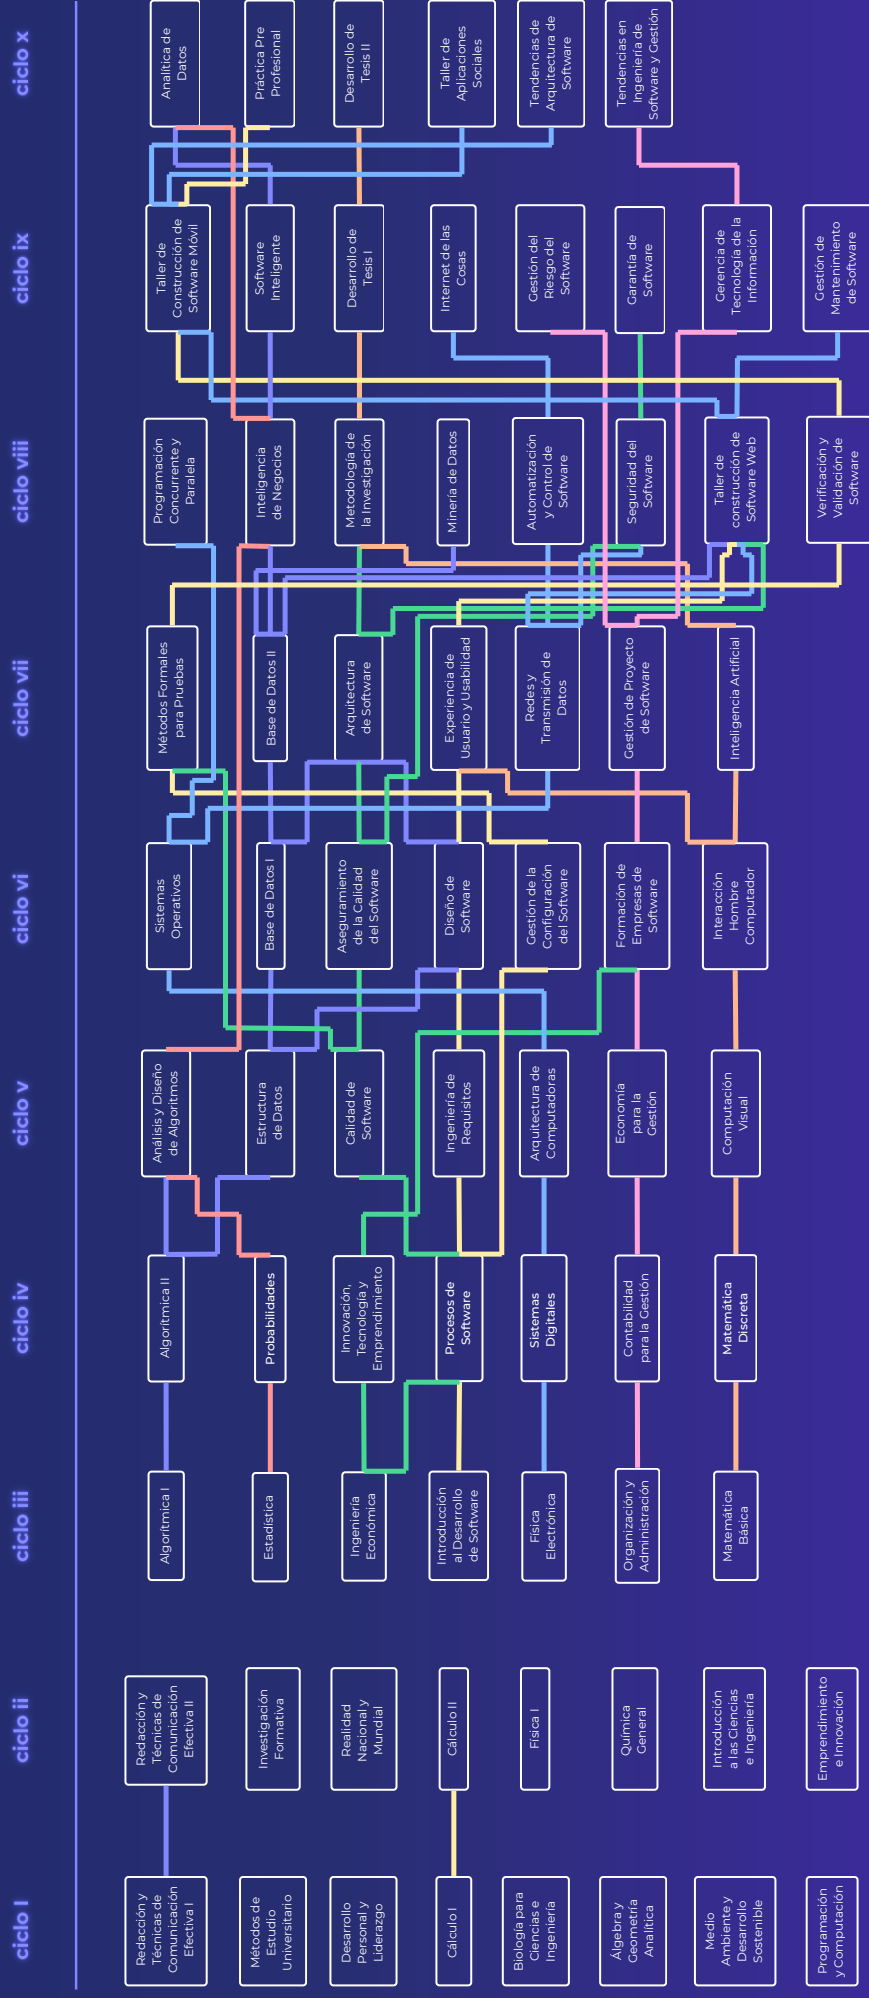 ciclo I
Redacción y
Técnicas de
Comunicación
Efectiva I
Métodos de
Estudio
Universitario
Desarrollo
Personal y
Liderazgo
Cálculo I
Biología para
Ciencias e
Ingeniería
Álgebra y
Geometría
Analítica
Medio
Ambiente y
Desarrollo
Sostenible
Programación
y Computación
ciclo ii
Redacción y
Técnicas de
Comunicación
Efectiva II
Investigación
Formativa
Realidad
Nacional y
Mundial
Cálculo II
Física I
Química
General
Introducción
a las Ciencias
e Ingeniería
Emprendimiento
e Innovación
ciclo iii
Algorítmica I
Estadística
Ingeniería
Económica
Introducción
al Desarrollo
de Software
Física
Electrónica
Organización y
Administración
Matemática
Básica
ciclo iv
Algorítmica II
Probabilidades
Innovación,
Tecnología y
Emprendimiento
Procesos de
Software
Sistemas
Digitales
Contabilidad
para la Gestión
Matemática
Discreta
ciclo v
Análisis y Diseño
de Algoritmos
Estructura
de Datos
Calidad de
Software
Ingeniería de
Requisitos
Arquitectura de
Computadoras
Economía
para la
Gestión
Computación
Visual
ciclo vi
Sistemas
Operativos
Base de Datos I
Aseguramiento
de la Calidad
del Software
Diseño de
Software
Gestión de la
Configuración
del Software
Formación de
Empresas de
Software
Interacción
Hombre
Computador
ciclo vii
Métodos Formales
para Pruebas
Base de Datos II
Arquitectura
de Software
Experiencia de
Usuario y Usabilidad
Redes y
Transmisión de
Datos
Gestión de Proyecto
de Software
Inteligencia Artificial
ciclo viii
Programación
Concurrente y
Paralela
Inteligencia
de Negocios
Metodología de
la Investigación
Minería de Datos
Automatización
y Control de
Software
Seguridad del
Software
Taller de
construcción de
Software Web
Verificación y
Validación de
Software
ciclo ix
Taller de
Construcción de
Software Móvil
Software
Inteligente
Desarrollo de
Tesis I
Internet de las
Cosas
Gestión del
Riesgo del
Software
Garantía de
Software
Gerencia de
Tecnología de la
Información
Gestión de
Mantenimiento
de Software
ciclo x
Analítica de
Datos
Práctica Pre
Profesional
Desarrollo de
Tesis II
Taller de
Aplicaciones
Sociales
Tendencias de
Arquitectura de
Software
Tendencias en
Ingeniería de
Software y Gestión